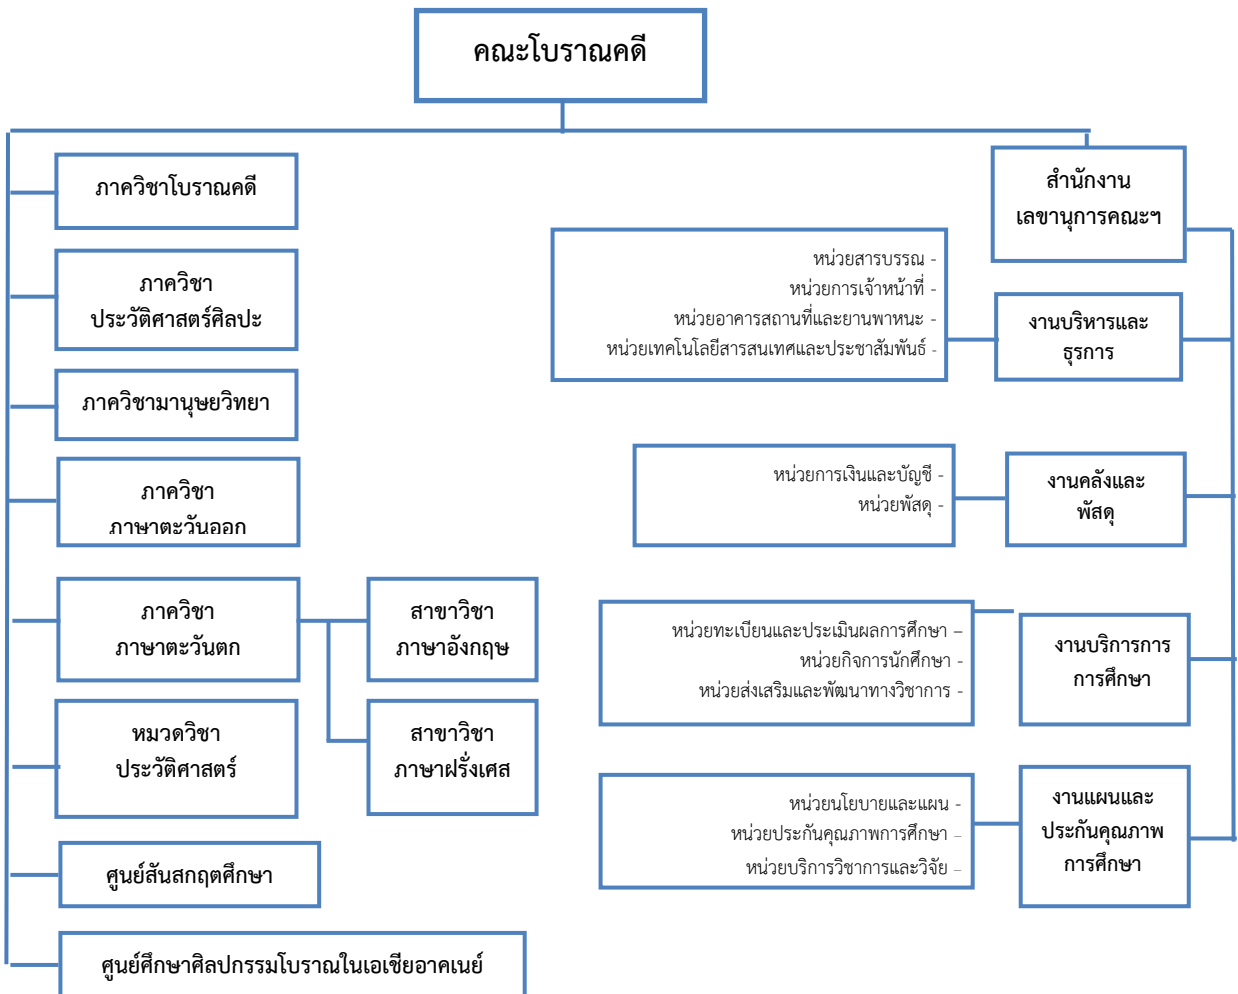 คณะโบราณคดี
ภาควิชาโบราณคดี
ภาควิชา
ประวัติศาสตร์ศิลปะ
ภาควิชามานุษยวิทยา
ภาควิชา
ภาษาตะวันออก
ภาควิชา
ภาษาตะวันตก
สาขาวิชา
ภาษาอังกฤษ
สาขาวิชา
ภาษาฝรั่งเศส
หมวดวิชา
ประวัติศาสตร์
ศูนย์สันสกฤตศึกษา
ศูนย์ศึกษาศิลปกรรมโบราณในเอเชียอาคเนย์
สำนักงาน
เลขานุการคณะฯ
งานบริหารและ
ธุรการ
หน่วยสารบรรณ -
หน่วยการเจ้าหน้าที่ -
หน่วยอาคารสถานที่และยานพาหนะ -
หน่วยเทคโนโลยีสารสนเทศและประชาสัมพันธ์ -
งานคลังและ
พัสดุ
หน่วยการเงินและบัญชี -
หน่วยพัสดุ -
งานบริการการ
การศึกษา
หน่วยทะเบียนและประเมินผลการศึกษา –
หน่วยกิจการนักศึกษา -
หน่วยส่งเสริมและพัฒนาทางวิชาการ -
งานแผนและ
ประกันคุณภาพ
การศึกษา
หน่วยนโยบายและแผน -
หน่วยประกันคุณภาพการศึกษา –
หน่วยบริการวิชาการและวิจัย –